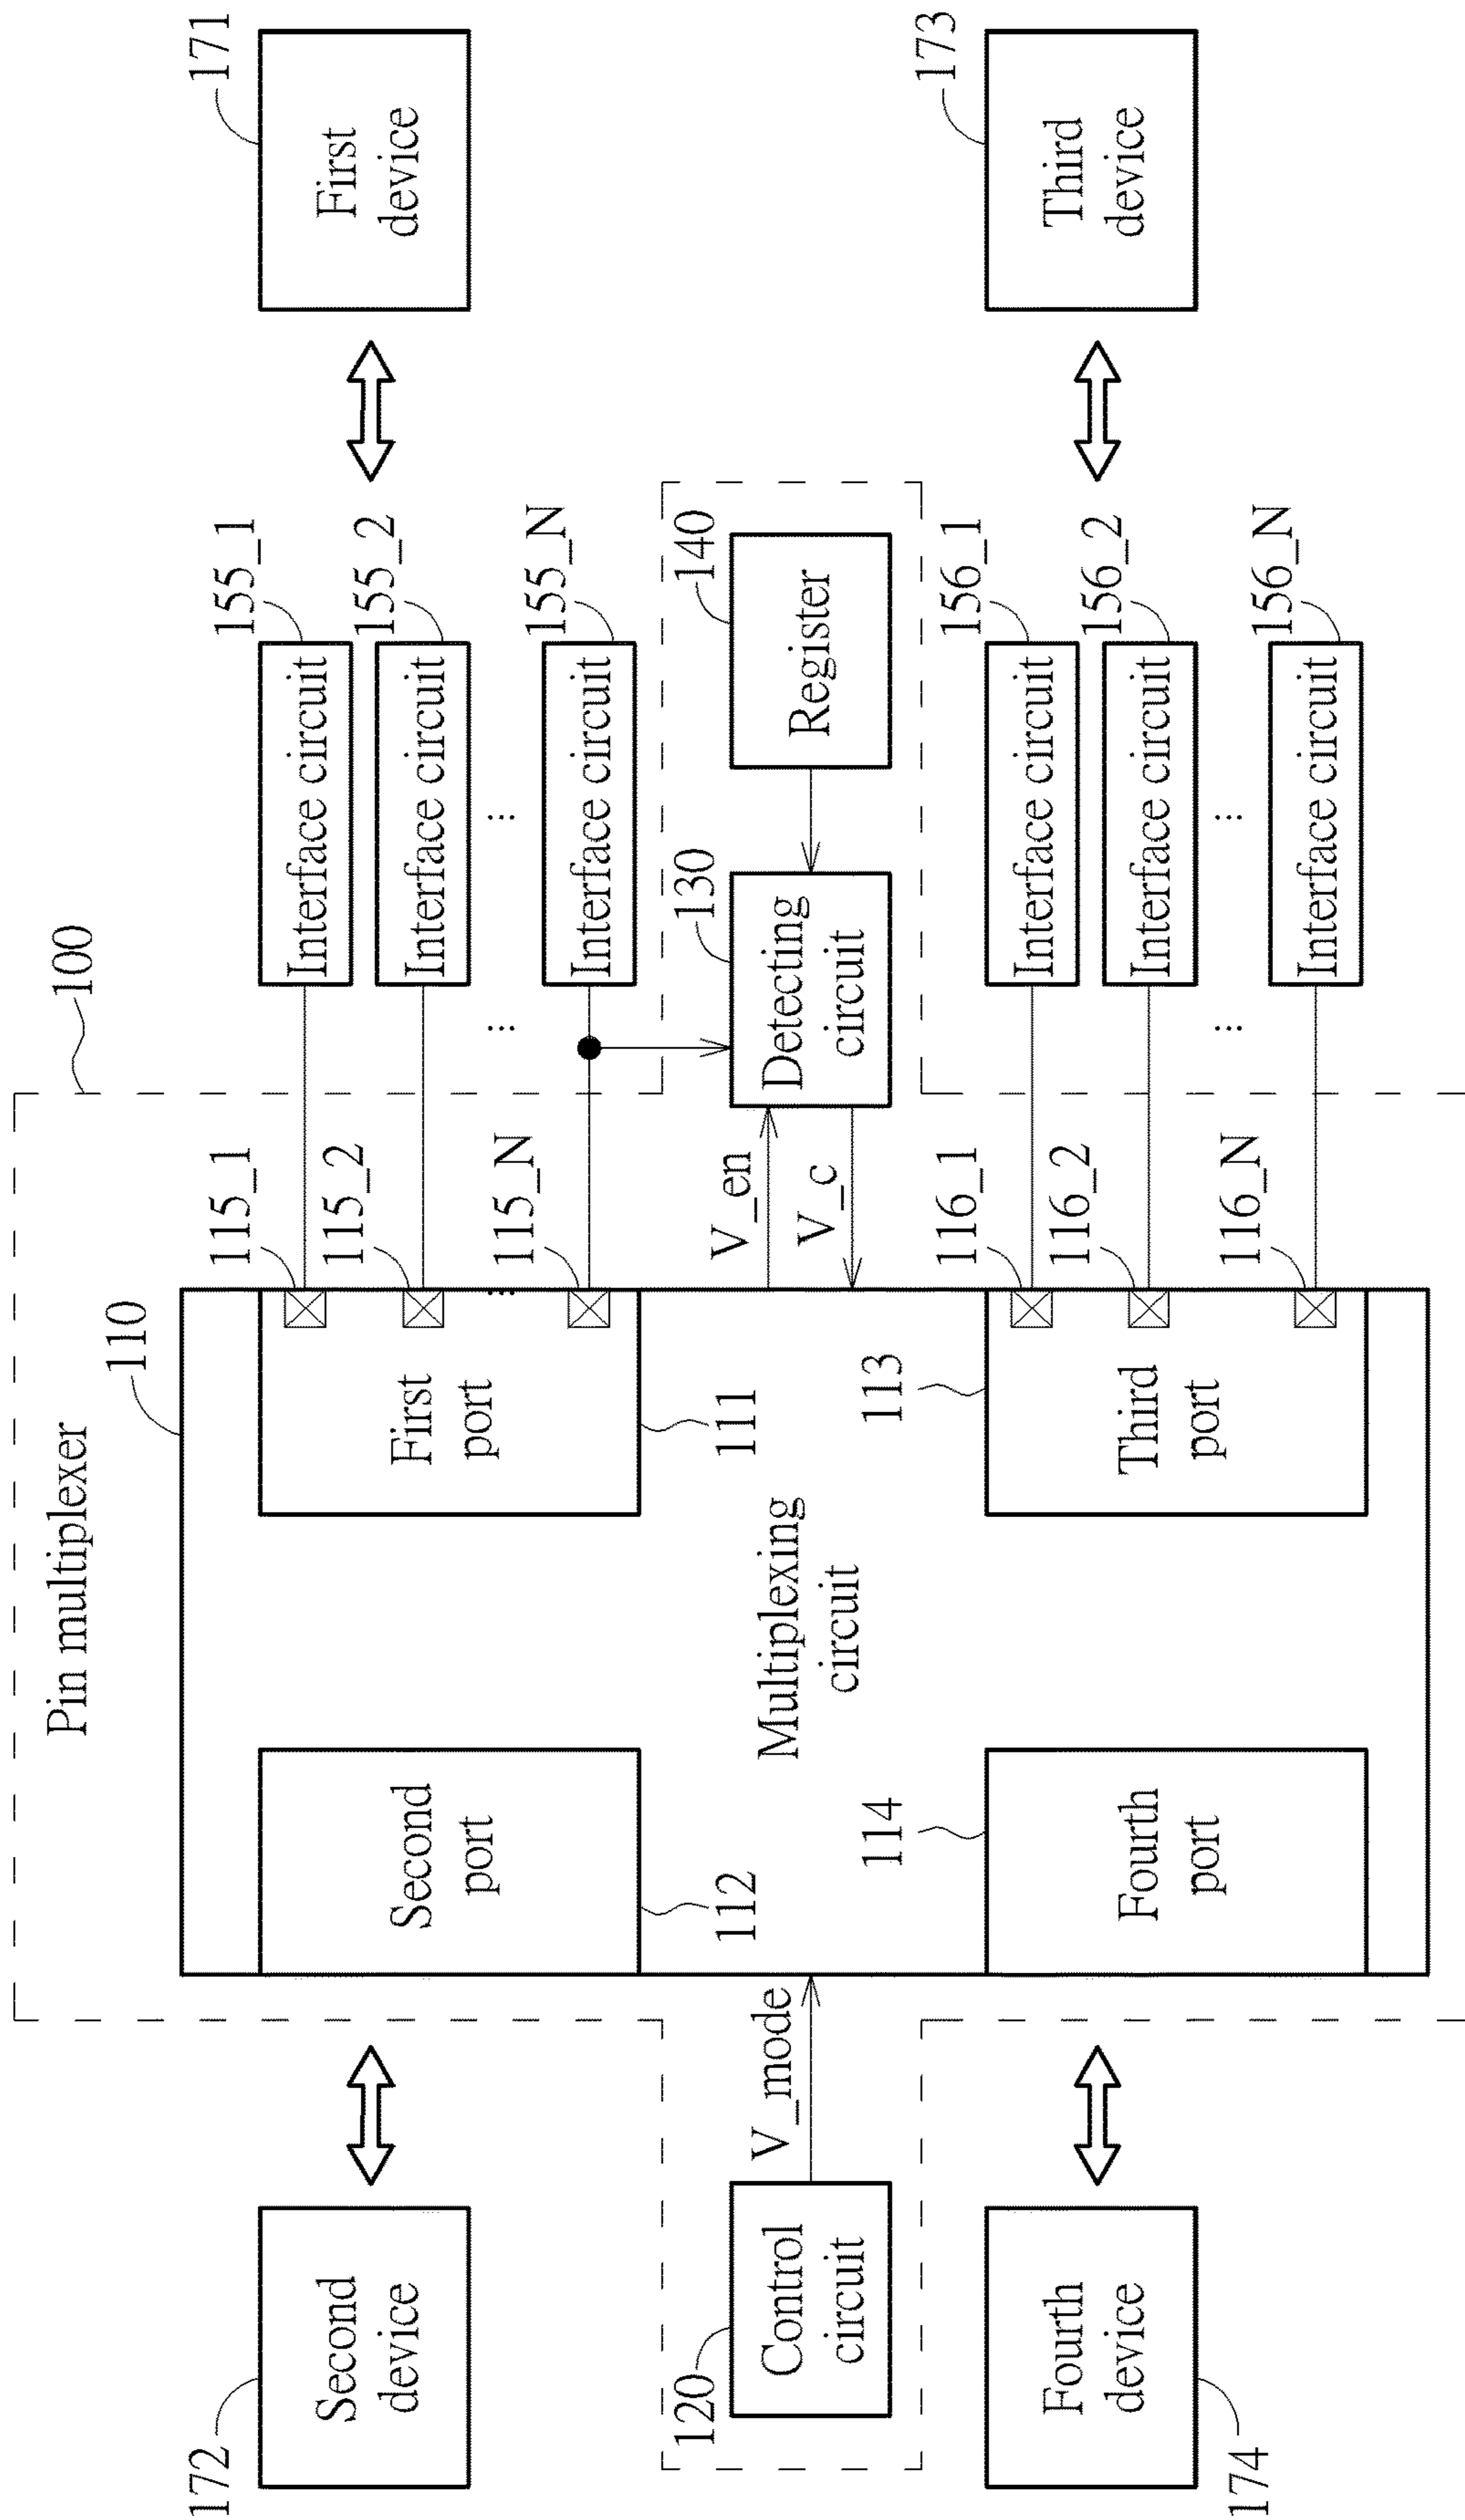 Pin multiplexer
100
110
172
Second
device
Second
port
112
First
port
111
115_1
115_2
...
115_N
Interface circuit
155_1
Interface circuit
155_2
...
...
Interface circuit
155_N
First
device
171
120
Control
circuit
V_mode
Multiplexing
circuit
V_en
V_c
Detecting
circuit
130
Register
140
174
Fourth
device
Fourth
port
114
Third
port
113
116_1
116_2
116_N
Interface circuit
156_1
Interface circuit
156_2
...
...
Interface circuit
156_N
Third
device
173